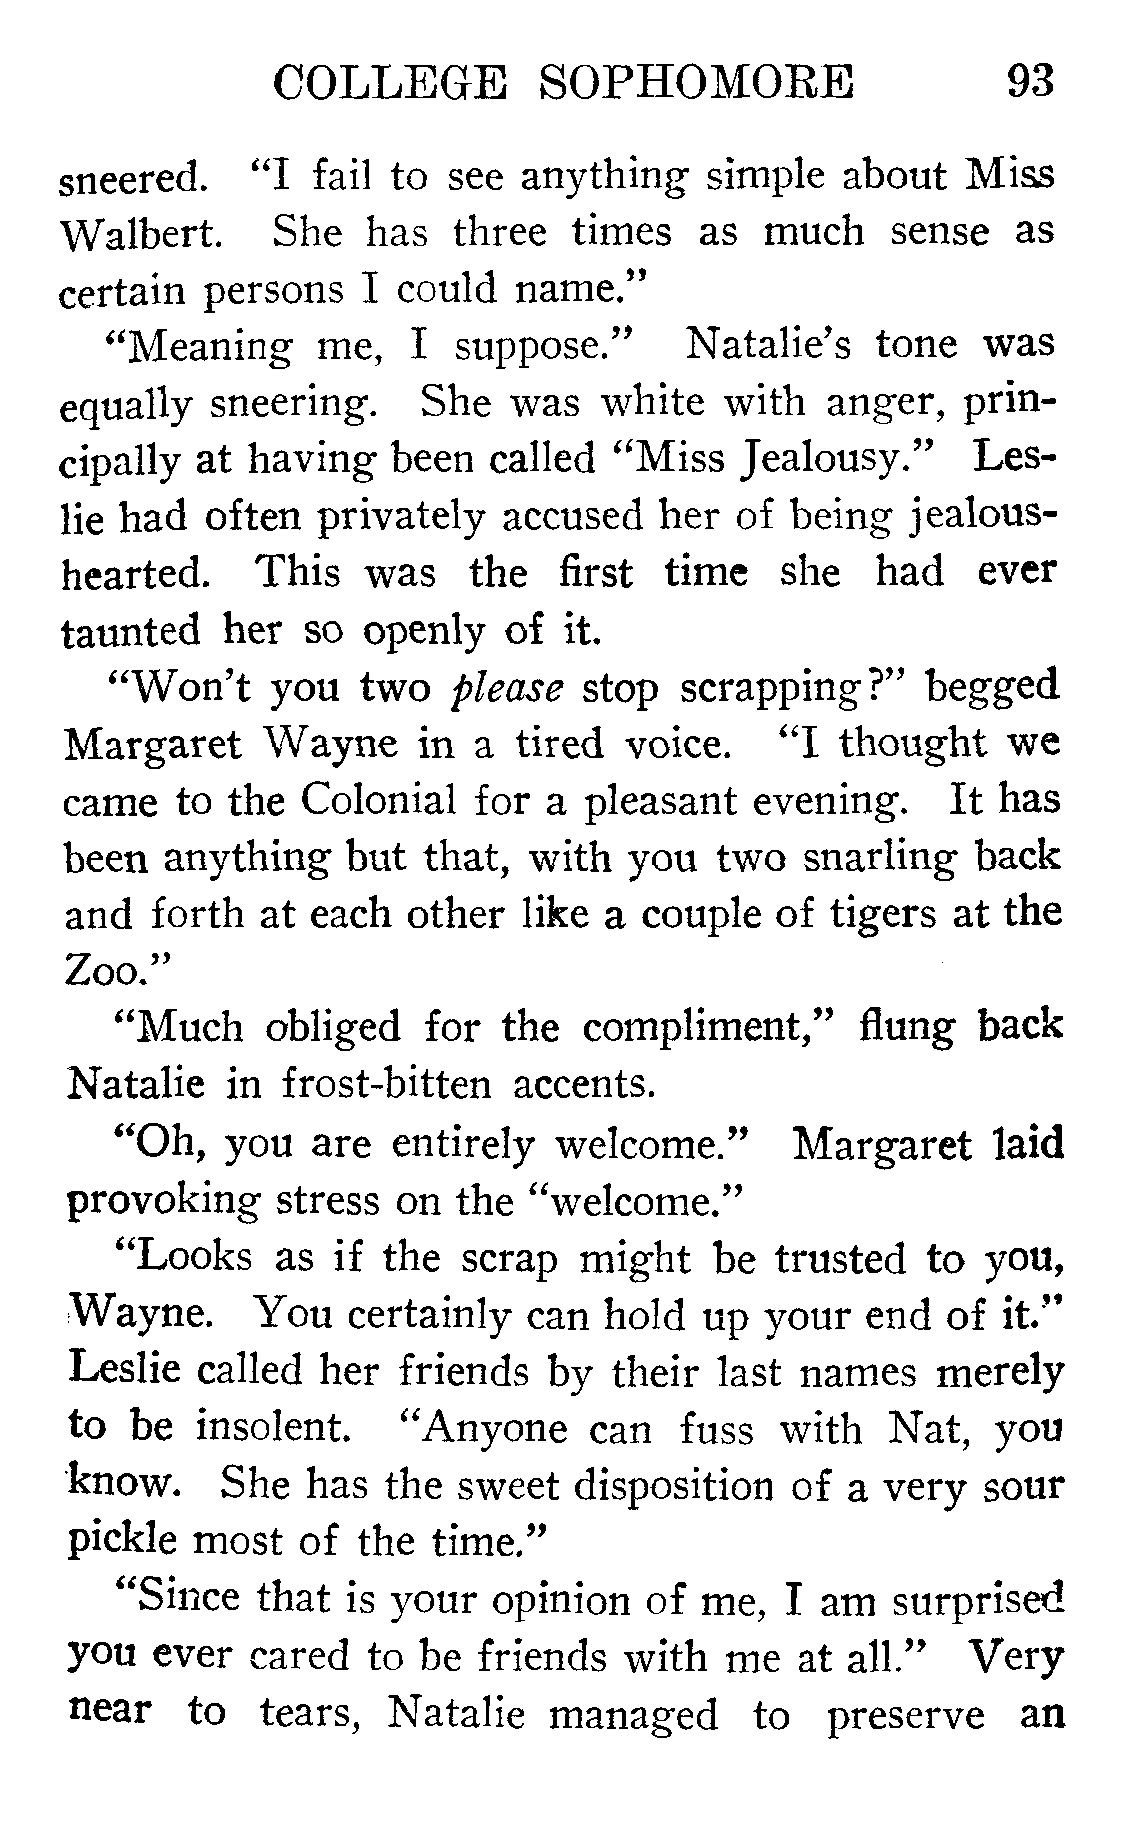 COLLEGE SOPHOMORE 93
sneered. “I fail to see anything simple about Miss
Walbert. She has three times as much sense as
certain persons I could name.”
“Meaning me, I suppose.” Natalie’s tone was
equally sneering. She was white with anger, prin-
cipally at having been called “Miss Jealousy.” Les-
lie had often privately accused her of being jealous-
hearted. This was the first time she had ever
taunted her so openly of it.
“Won’t you two please stop scrapping?” begged
Margaret Wayne in a tired voice. “I thought we
came to the Colonial for a pleasant evening. It has
been anything but that, with you two snarling back
and forth at each other like a couple of tigers at the
Zoo.”
“Much obliged for the compliment,” flung back
Natalie in frost-bitten accents.
“Oh, you are entirely welcome.” Margaret laid
provoking stress on the “welcome.”
“Looks as if the scrap might be trusted to you,
Wayne. You certainly can hold up your end of it.”
Leslie called her friends by their last names merely
to be insolent. “Anyone can fuss with Nat, you
know. She has the sweet disposition of a very sour
pickle most of the time.”
“Since that is your opinion of me, I am surprised
you ever cared to be friends with me at all.” Very
near to tears, Natalie managed to preserve an